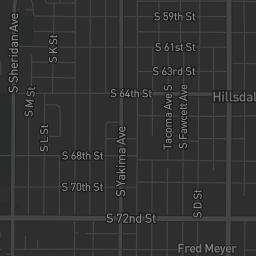 S 59th St
S Sheridan Ave
S K St
S 61st St
S 63rd St
S 64th St
Hillsdal
S M St
Tacoma Ave S
S Fawcett Ave
S L St
S Yakima Ave
S 68th St
S 70th St
S D St
S 72nd St
Fred Meyer